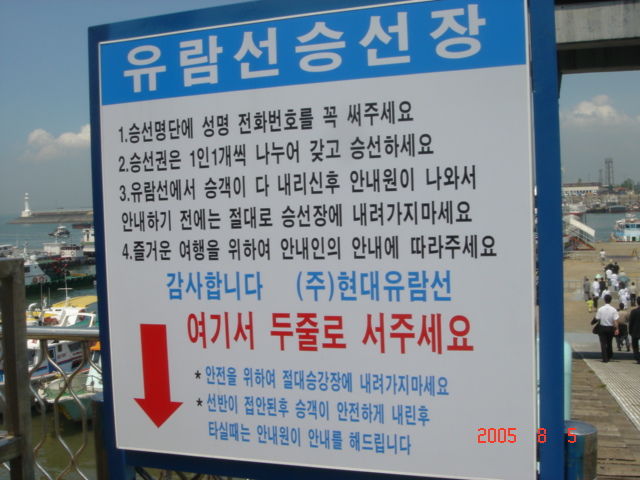 유람선승선장
1.승선명단에 성명 전화번호를 꼭 써주세요
2.승선권은 1인1개씩 나누어 갖고 승선하세요
3.유람선에서 승객이 다 내리신후 안내원이 나와서
안내하기 전에는 절대로 승선장에 내려가지마세요
4.즐거운 여행을 위하여 안내인의 안내에 따라주세요
감사합니다 (주)현대유람선
여기서 두줄로 서주세요
* 안전을 위하여 절대승강장에 내려가지마세요
* 선반이 접안된후 승객이 안전하게 내린후
타실때는 안내원이 안내를 해드립니다
2005 8 5